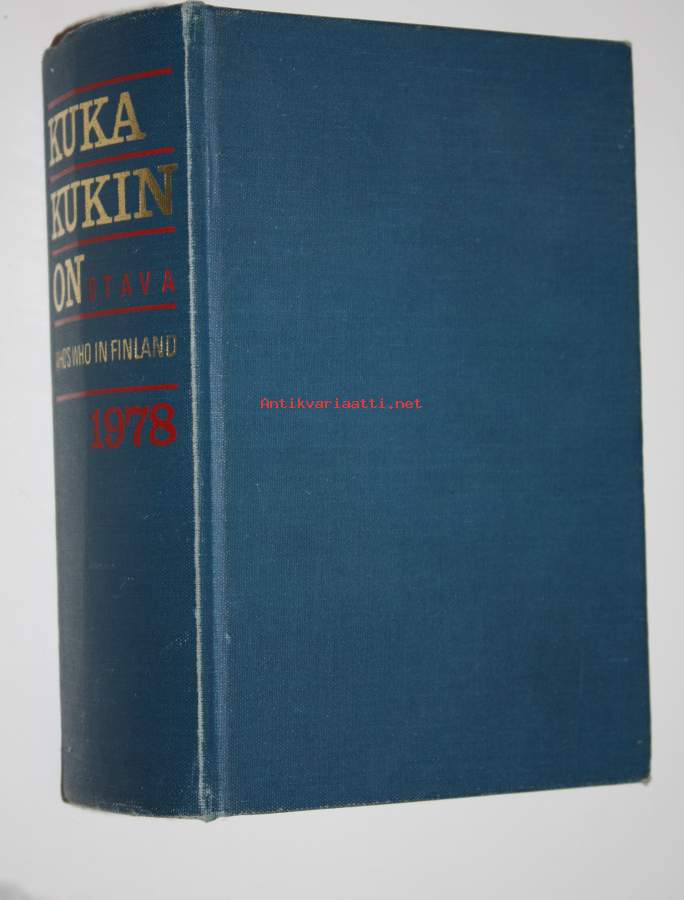 KUKA
KUKIN
ON OTAVA
WHO'S WHO IN FINLAND
1978
Antikvariaatti.net